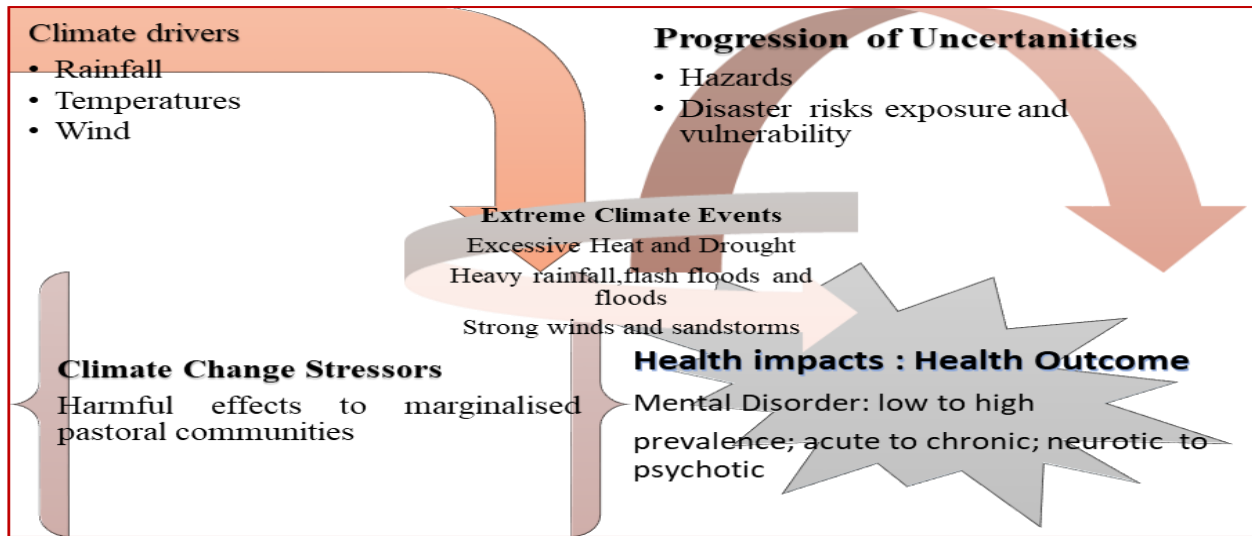 Climate drivers
• Rainfall
• Temperatures
• Wind
Progression of Uncertanities
• Hazards
• Disaster risks exposure and
vulnerability
Extreme Climate Events
Excessive Heat and Drought
Heavy rainfall,flash floods and
floods
Strong winds and sandstorms
Climate Change Stressors
Harmful effects to marginalised
pastoral communities
Health impacts : Health Outcome
Mental Disorder: low to high
prevalence; acute to chronic; neurotic to
psychotic